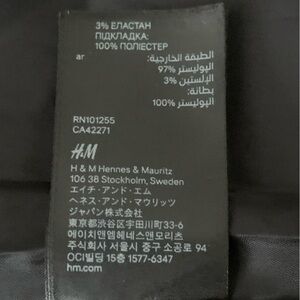 3% ЕЛАСТАН
ПІДКЛАДКА:
100% ПОЛІЕСТЕР
ar
الطبقة الخارجية:
البوليستر 97%
الإلستين 3%
بطانة:
البوليستر 100%
RN101255
CA42271
H&M
H & M Hennes & Mauritz
106 38 Stockholm, Sweden
エイチ・アンド・エム
ヘネス・アンド・マウリッツ
ジャパン株式会社
東京都渋谷区宇田川町33-6
에이치앤엠헤네스앤모리츠
주식회사 서울시 중구 소공로 94
OCI빌딩 15층 1577-6347
hm.com